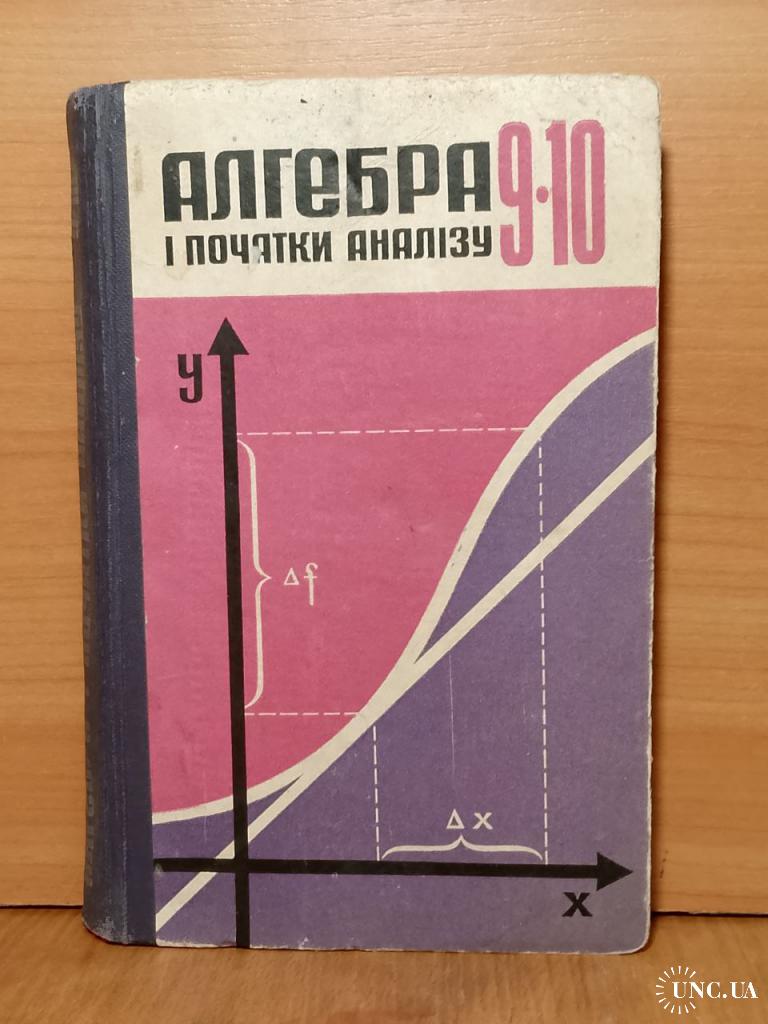 АЛГЕБРА 9·10
І ПОЧАТКИ АНАЛІЗУ
У
Δf
Δx
X
UNC.UA